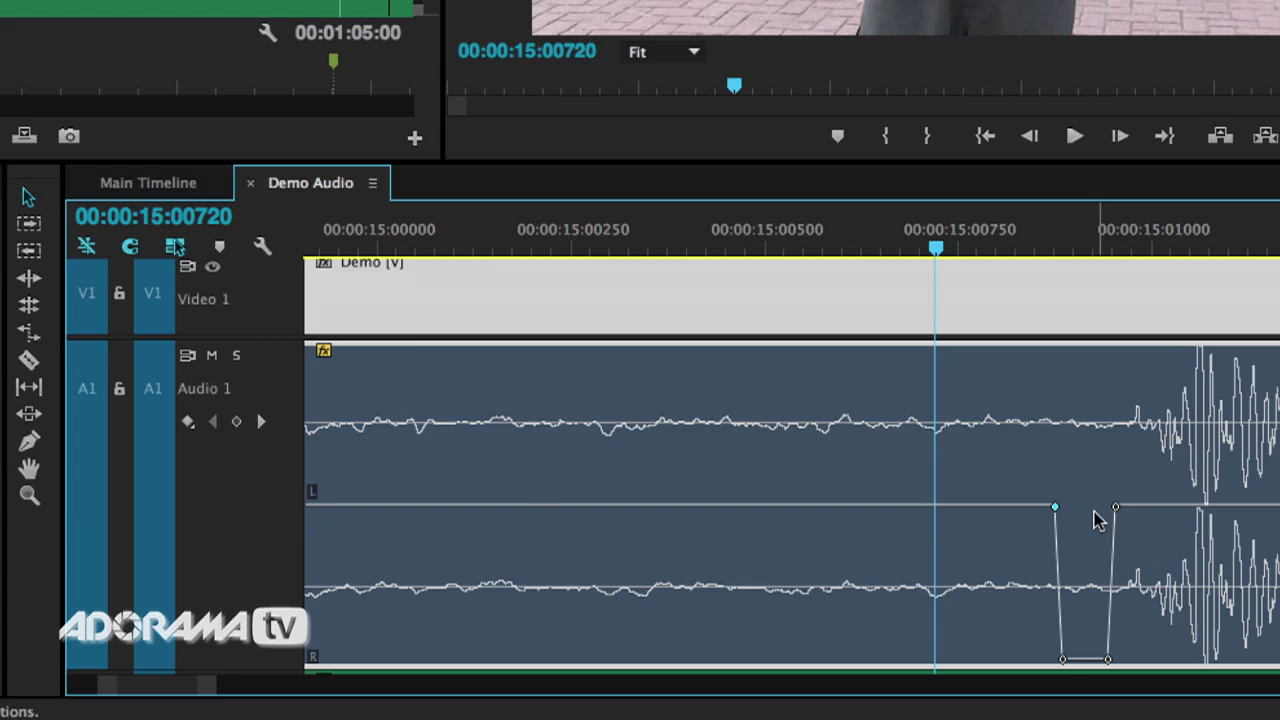 00:00:15:00720 Fit
00:01:05:00
Main Timeline × Demo Audio
00:00:15:00720
00:00:15:00000 00:00:15:00250 00:00:15:00500 00:00:15:00750 00:00:15:01000
fx Demo [V]
V1 V1 Video 1
fx
M S
A1 A1 Audio 1
L
ADORAMA tv
R
tions.